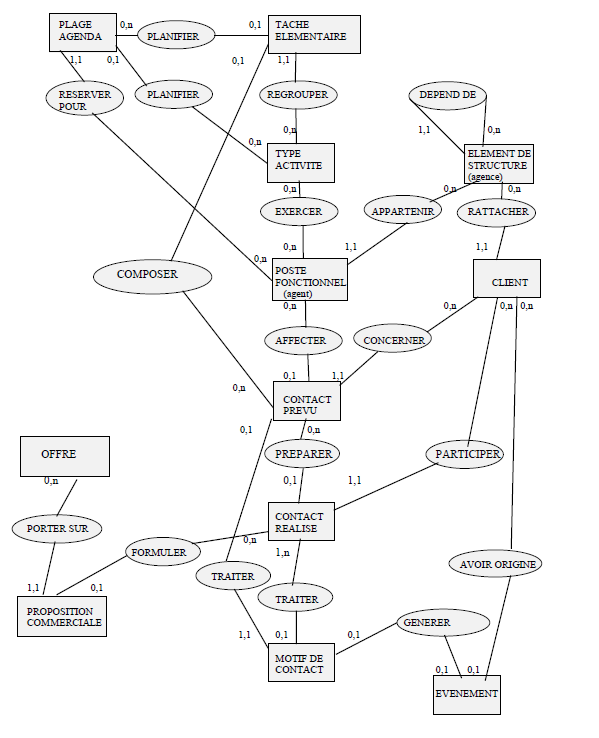 PLAGE
AGENDA
0,n
PLANIFIER
0,1
TACHE
ELEMENTAIRE
1,1
0,1
0,1
1,1
RESERVER
POUR
PLANIFIER
REGROUPER
DEPEND DE
0,n
1,1
0,n
0,n
TYPE
ACTIVITE
ELEMENT DE
STRUCTURE
(agence)
0,n
0,n
0,n
EXERCER
APPARTENIR
RATTACHER
0,n
1,1
1,1
0,n
COMPOSER
POSTE
FONCTIONNEL
(agent)
CLIENT
0,n
0,n
0,n
0,n
AFFECTER
CONCERNER
0,1
1,1
0,n
CONTACT
PREVU
0,1
0,n
OFFRE
PREPARER
PARTICIPER
0,n
0,1
1,1
CONTACT
REALISE
PORTER SUR
0,n
FORMULER
1,n
AVOIR ORIGINE
TRAITER
1,1
0,1
TRAITER
PROPOSITION
COMMERCIALE
GENERER
1,1
0,1
0,1
MOTIF DE
CONTACT
0,1
0,1
EVENEMENT